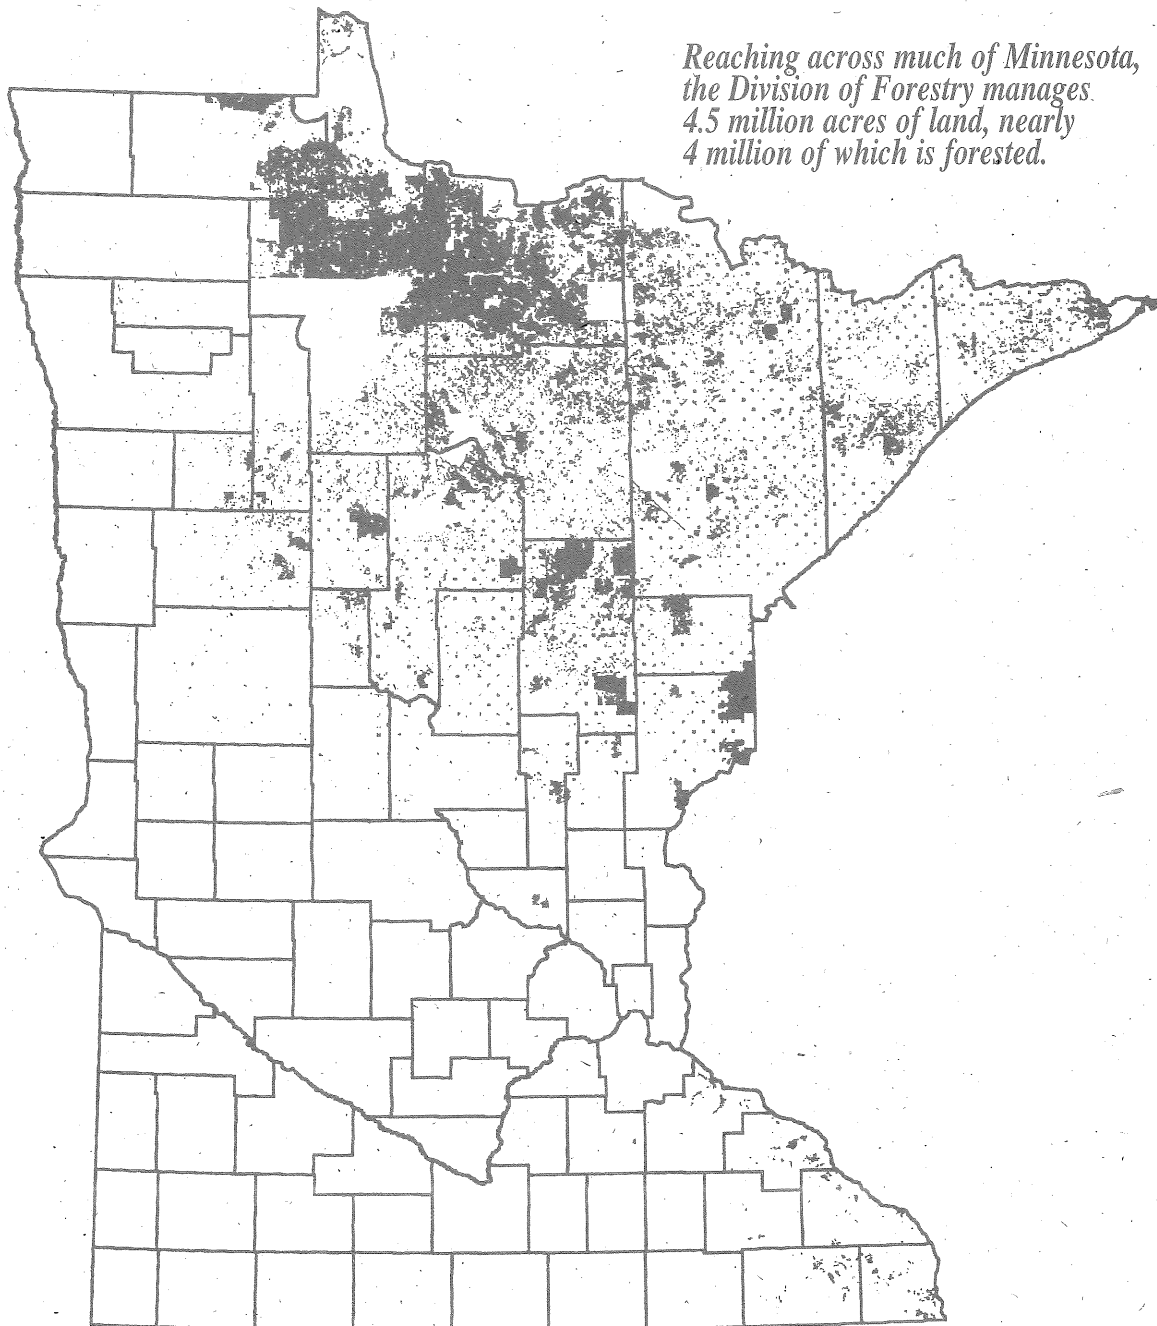 Reaching across much of Minnesota,
the Division of Forestry manages
4.5 million acres of land, nearly
4 million of which is forested.